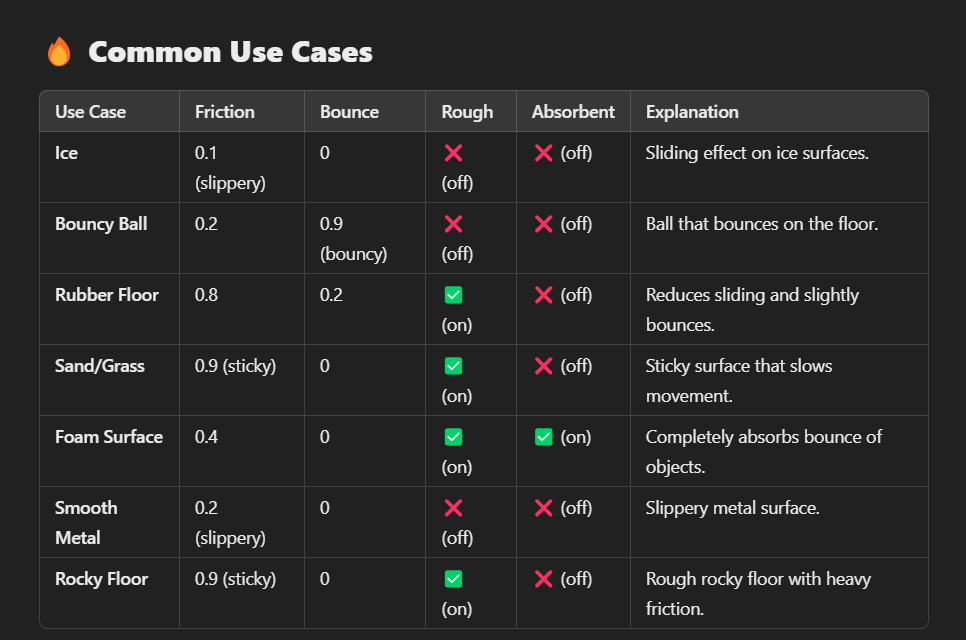 🔥 Common Use Cases
Use Case Friction Bounce Rough Absorbent Explanation
Ice 0.1 0 ❌ ❌ (off) Sliding effect on ice surfaces.
(slippery) (off)
Bouncy Ball 0.2 0.9 ❌ ❌ (off) Ball that bounces on the floor.
(bouncy) (off)
Rubber Floor 0.8 0.2 ✅ ❌ (off) Reduces sliding and slightly
(on) bounces.
Sand/Grass 0.9 (sticky) 0 ✅ ❌ (off) Sticky surface that slows
(on) movement.
Foam Surface 0.4 0 ✅ ✅ (on) Completely absorbs bounce of
(on) objects.
Smooth 0.2 0 ❌ ❌ (off) Slippery metal surface.
Metal (slippery) (off)
Rocky Floor 0.9 (sticky) 0 ✅ ❌ (off) Rough rocky floor with heavy
(on) friction.